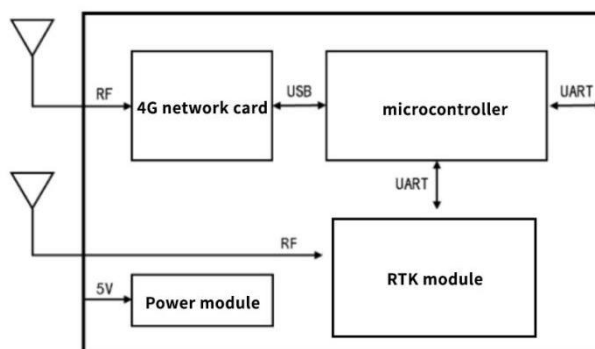 RF
4G network card
USB
microcontroller
UART
UART
RF
RTK module
5V
Power module